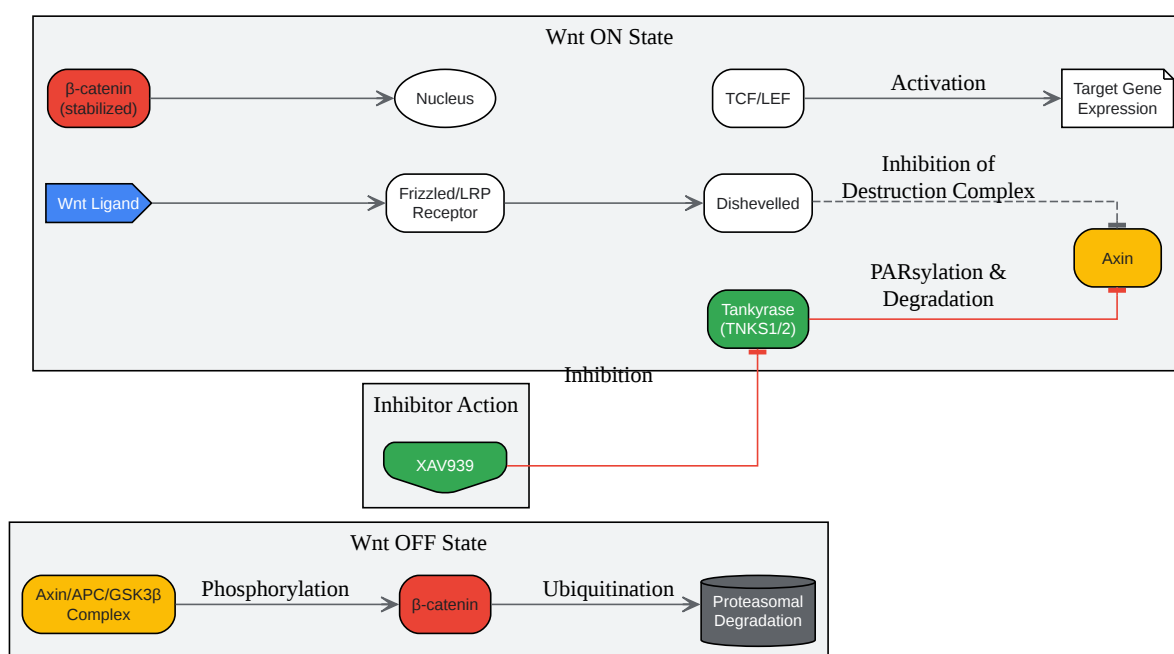 Wnt ON State
β-catenin
(stabilized)
Nucleus
TCF/LEF
Activation
Target Gene
Expression
Wnt Ligand
Frizzled/LRP
Receptor
Dishevelled
Inhibition of
Destruction Complex
Axin
PARsylation &
Degradation
Tankyrase
(TNKS1/2)
Inhibition
Inhibitor Action
XAV939
Wnt OFF State
Axin/APC/GSK3β
Complex
Phosphorylation
β-catenin
Ubiquitination
Proteasomal
Degradation